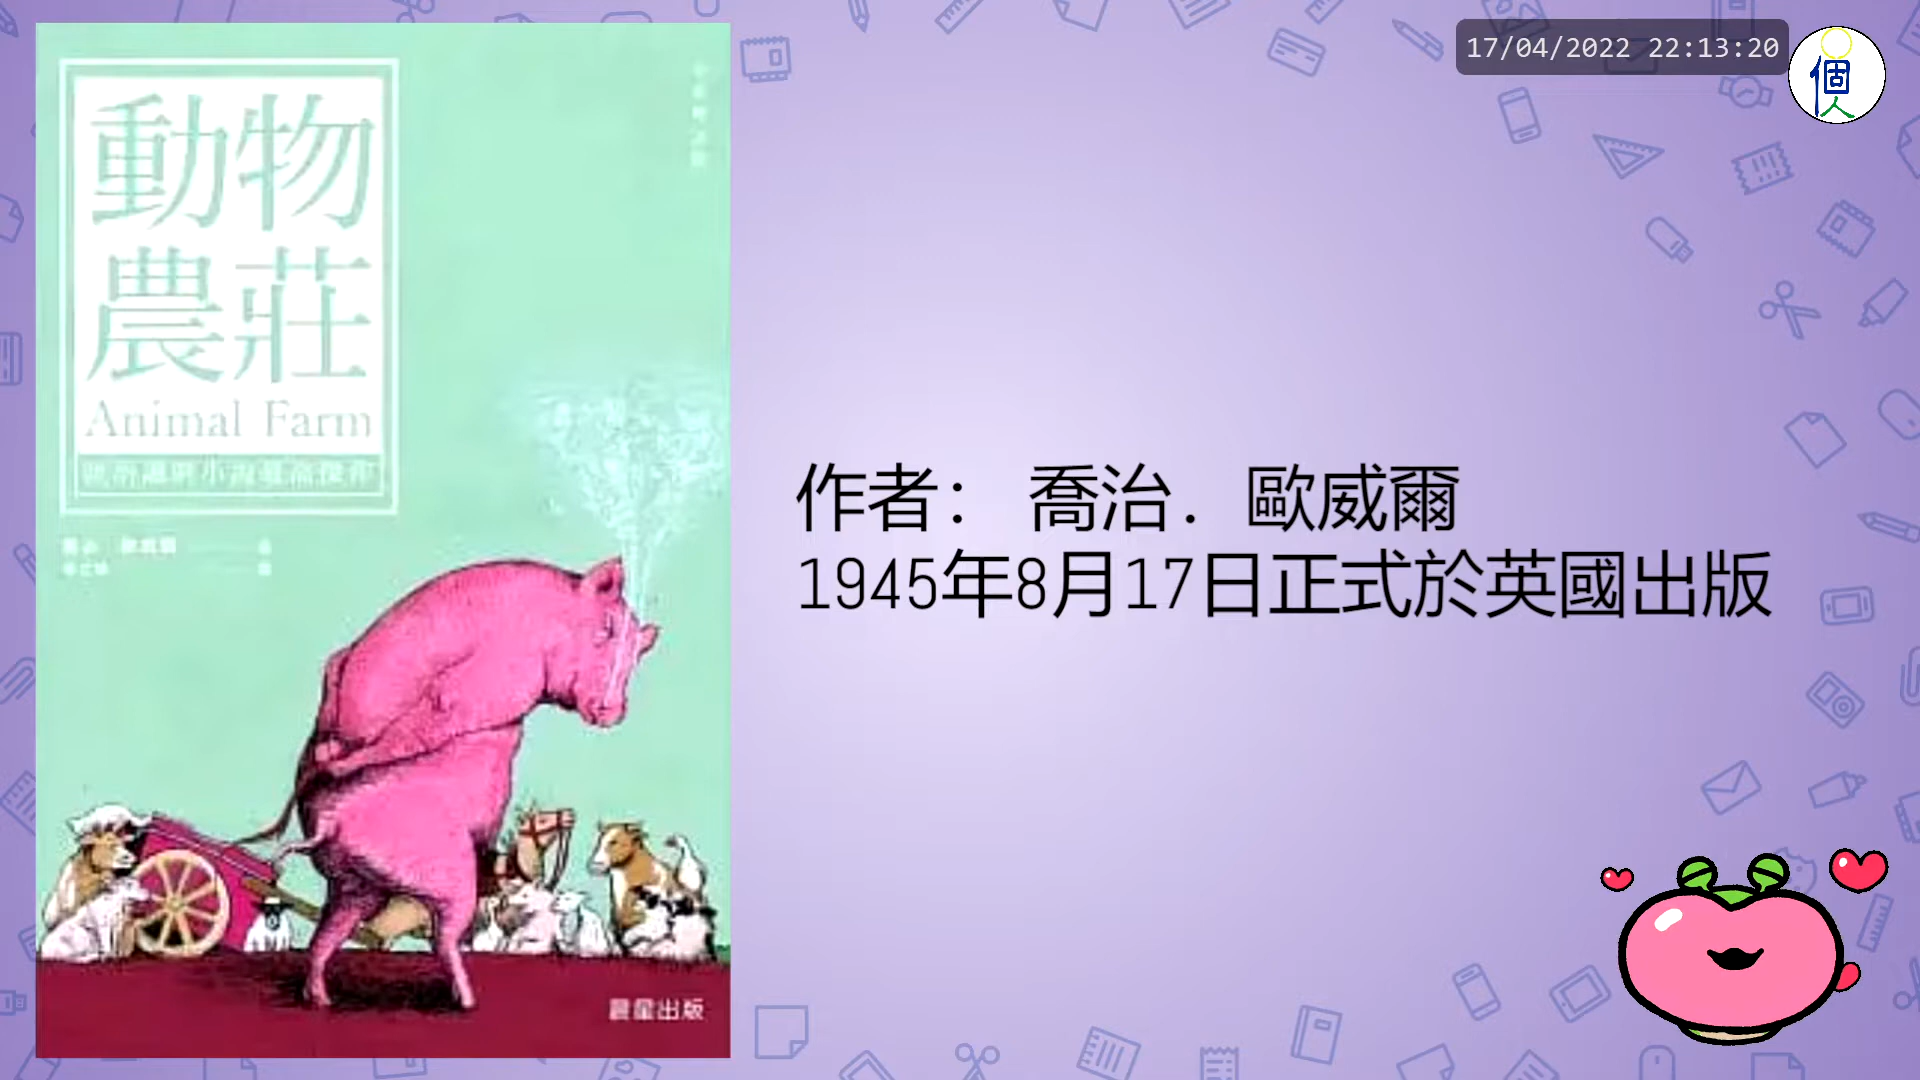 17/04/2022 22:13:20
個人
動物
農莊
Animal Farm
晨星出版
作者： 喬治．歐威爾
1945年8月17日正式於英國出版